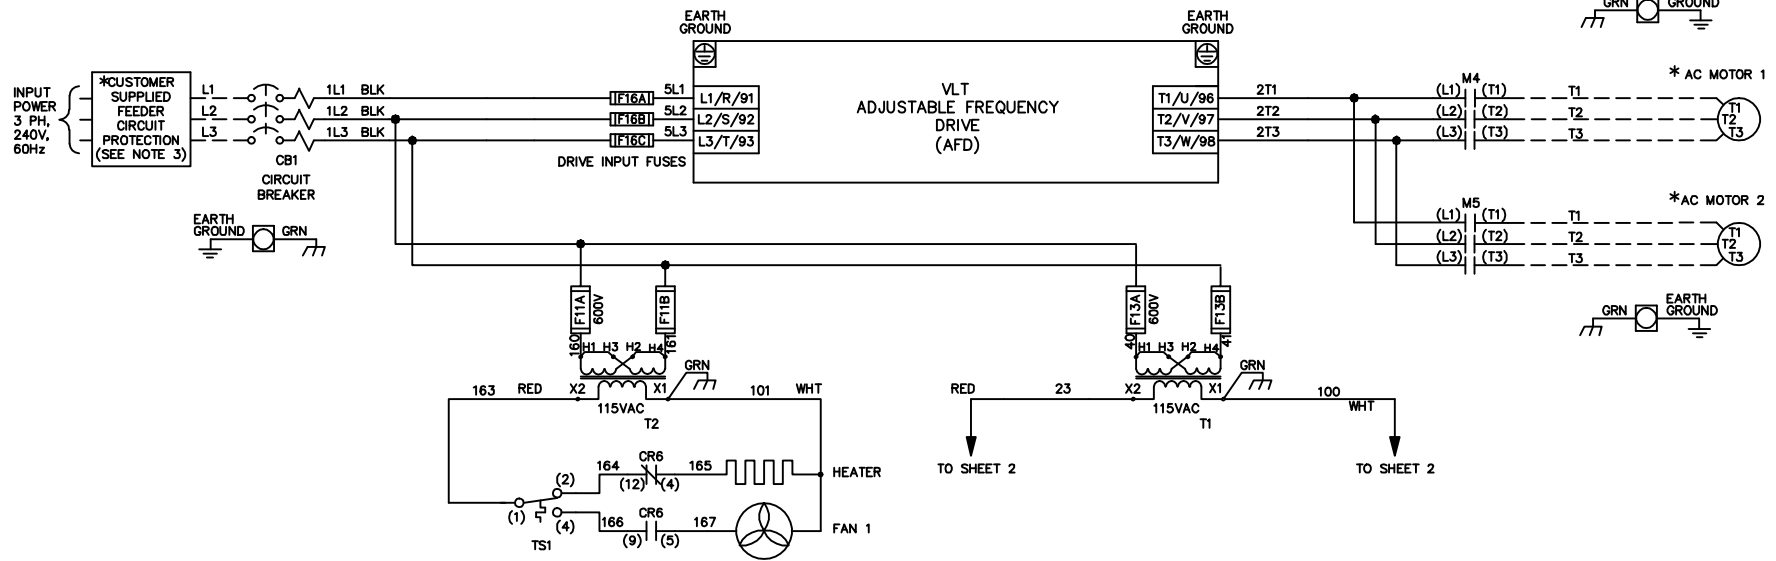 GRN
GROUND
EARTH
GROUND
EARTH
GROUND
INPUT
POWER
3 PH,
240V,
60Hz
*CUSTOMER
SUPPLIED
FEEDER
CIRCUIT
PROTECTION
(SEE NOTE 3)
L1
L2
L3
CB1
CIRCUIT
BREAKER
1L1 BLK
1L2 BLK
1L3 BLK
F16A
F16B
F16C
DRIVE INPUT FUSES
5L1
5L2
5L3
L1/R/91
L2/S/92
L3/T/93
VLT
ADJUSTABLE FREQUENCY
DRIVE
(AFD)
T1/U/96
T2/V/97
T3/W/98
2T1
2T2
2T3
M4
(L1) (T1)
(L2) (T2)
(L3) (T3)
T1
T2
T3
* AC MOTOR 1
T1
T2
T3
M5
(L1) (T1)
(L2) (T2)
(L3) (T3)
T1
T2
T3
*AC MOTOR 2
T1
T2
T3
EARTH
GROUND
GRN
GRN
EARTH
GROUND
F11A
600V
F11B
160
161
H1 H3 H2 H4
GRN
163
RED
X2
X1
101
WHT
115VAC
T2
F13A
600V
F13B
40
41
H1 H3 H2 H4
GRN
RED
23
X2
X1
100
WHT
115VAC
T1
TO SHEET 2
TO SHEET 2
(1)
(2)
(4)
TS1
164
CR6
(12) (4)
165
HEATER
166
CR6
(9) (5)
167
FAN 1